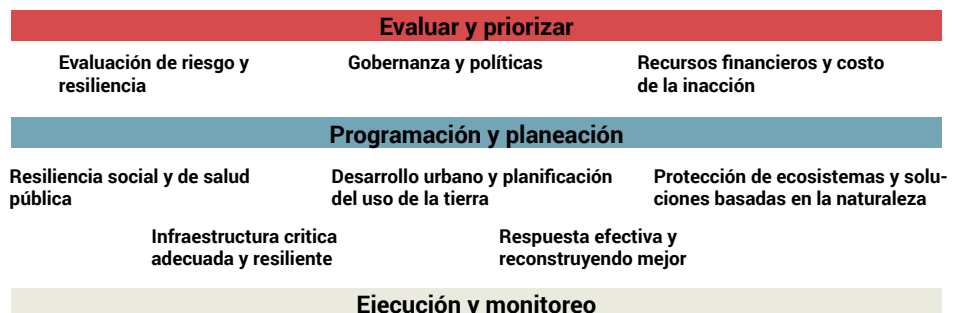 Evaluar y priorizar
Evaluación de riesgo y
resiliencia
Gobernanza y políticas
Recursos financieros y costo
de la inacción
Programación y planeación
Resiliencia social y de salud
pública
Desarrollo urbano y planificación
del uso de la tierra
Protección de ecosistemas y solu-
ciones basadas en la naturaleza
Infraestructura critica
adecuada y resiliente
Respuesta efectiva y
reconstruyendo mejor
Ejecución y monitoreo